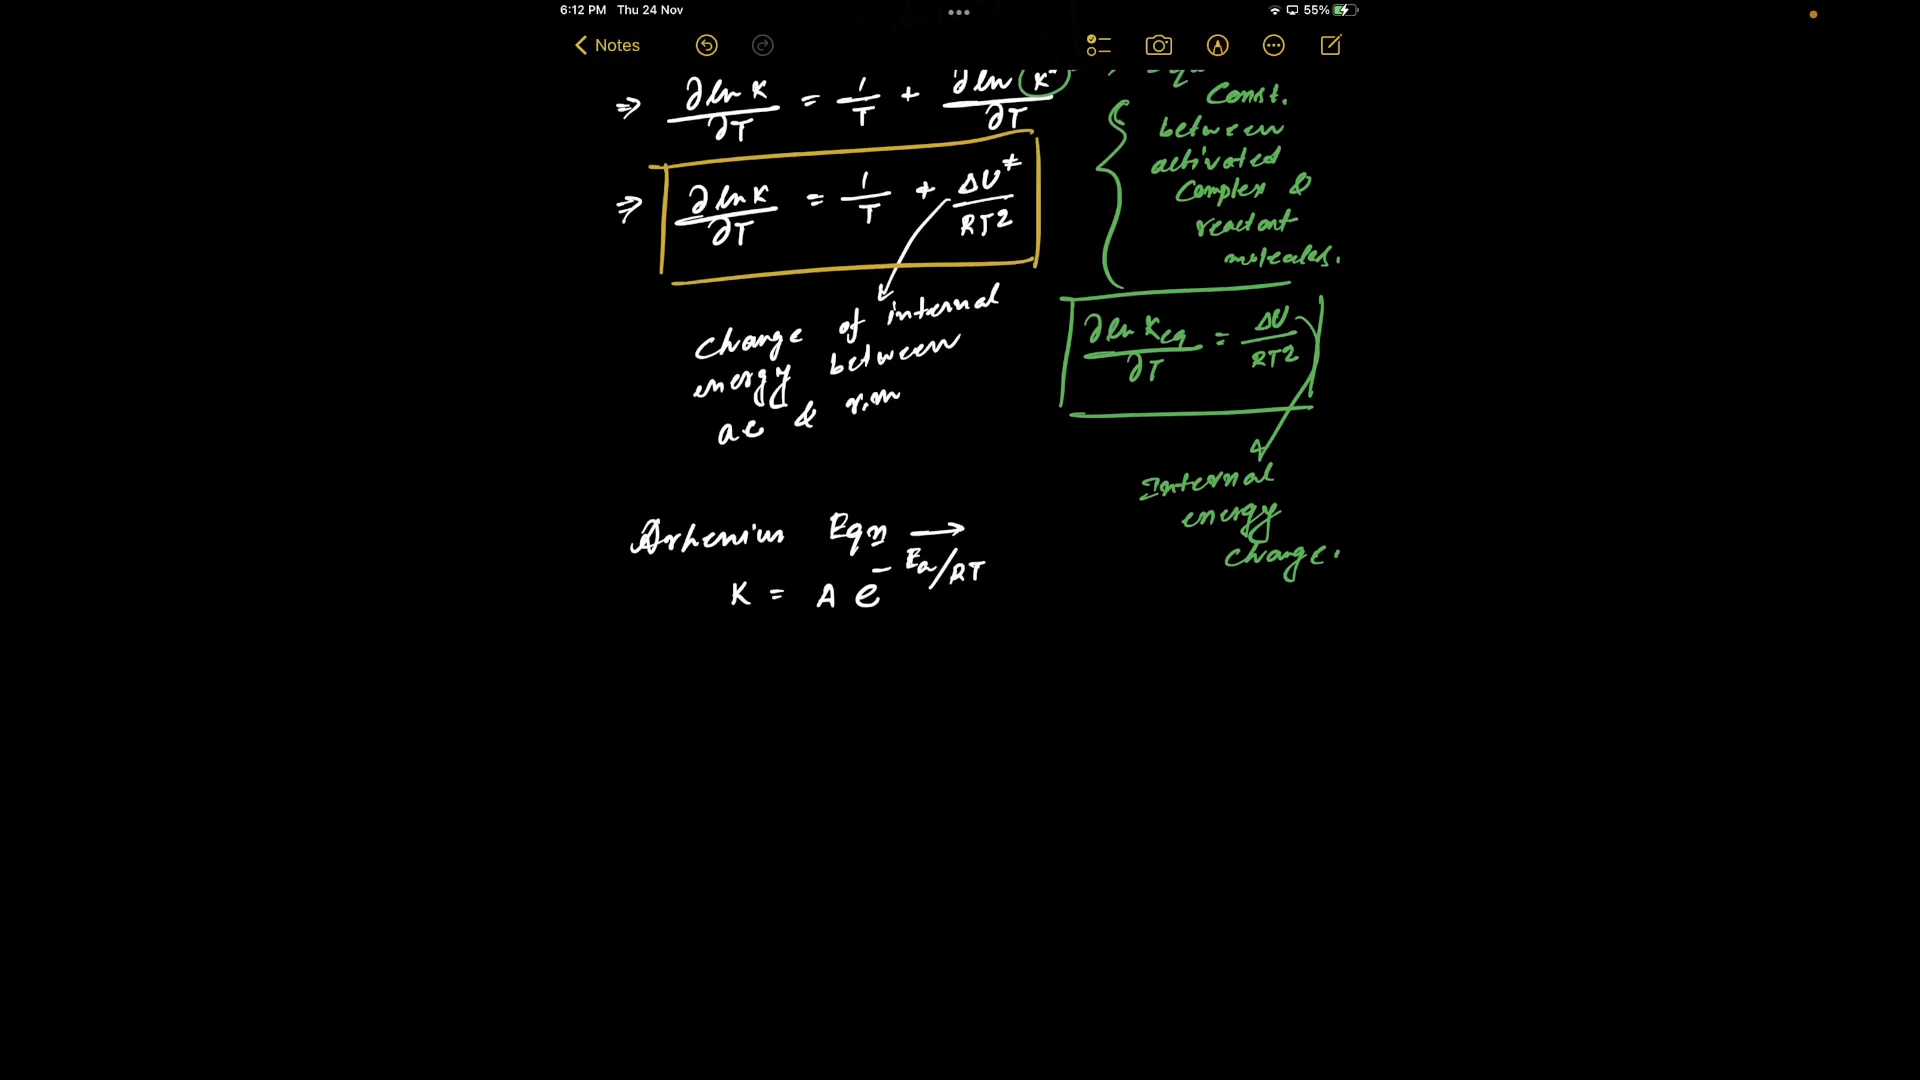 6:12 PM Thu 24 Nov
55%
Notes
⇒ ∂ln K/∂T = 1/T + ∂ln K^≠/∂T
⇒ ∂ln K/∂T = 1/T + ΔU^≠/RT2
Change of internal
energy between
ac & r.m
Const.
between
activated
Complex &
reactant
molecules.
∂ln Keq/∂T = ΔU/RT2
Internal
energy
change.
Arhenius Eqn →
K = A e^-Ea/RT